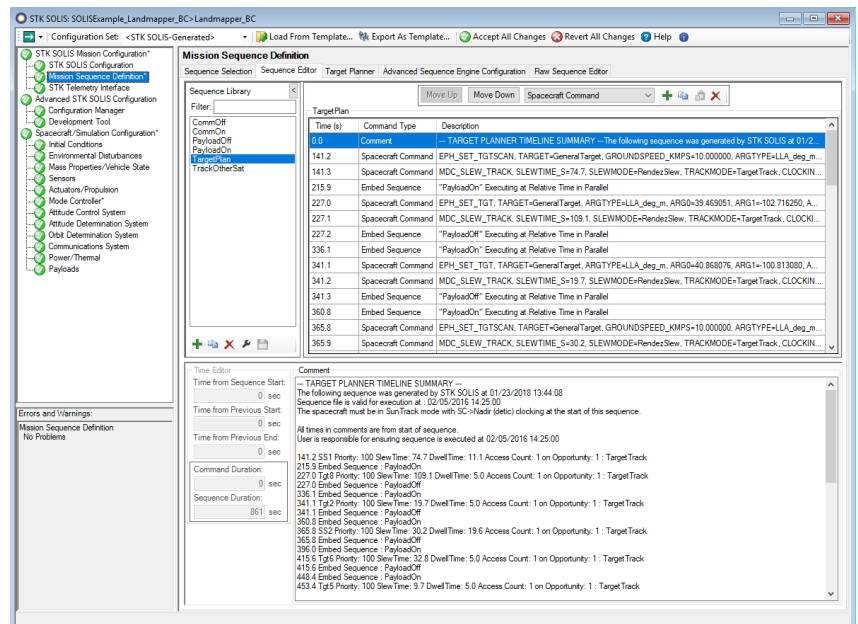 STK SOLIS: SOLISExample_Landmapper_BC>Landmapper_BC
Configuration Set: <STK SOLIS-Generated> Load From Template... Export As Template... Accept All Changes Revert All Changes Help
STK SOLIS Mission Configuration*
STK SOLIS Configuration
Mission Sequence Definition*
STK Telemetry Interface
Advanced STK SOLIS Configuration
Configuration Manager
Development Tool
Spacecraft/Simulation Configuration*
Initial Conditions
Environmental Disturbances
Mass Properties/Vehicle State
Sensors
Actuators/Propulsion
Mode Controller*
Attitude Control System
Attitude Determination System
Orbit Determination System
Communications System
Power/Thermal
Payloads
Errors and Warnings:
Mission Sequence Definition
No Problems
Mission Sequence Definition
Sequence Selection Sequence Editor Target Planner Advanced Sequence Engine Configuration Raw Sequence Editor
Sequence Library <
Filter:
CommOff
CommOn
PayloadOff
PayloadOn
TargetPlan
TrackOtherSat
Move Up Move Down Spacecraft Command
TargetPlan
Time (s) Command Type Description
0.0 Comment --- TARGET PLANNER TIMELINE SUMMARY ---The following sequence was generated by STK SOLIS at 01/2...
141.2 Spacecraft Command EPH_SET_TGTSCAN, TARGET=GeneralTarget, GROUNDSPEED_KMPS=10.000000, ARGTYPE=LLA_deg_m...
141.3 Spacecraft Command MDC_SLEW_TRACK, SLEWTIME_S=74.7, SLEWMODE=RendezSlew, TRACKMODE=TargetTrack, CLOCKIN...
215.9 Embed Sequence "PayloadOn" Executing at Relative Time in Parallel
227.0 Spacecraft Command EPH_SET_TGT, TARGET=GeneralTarget, ARGTYPE=LLA_deg_m, ARG0=39.469051, ARG1=-102.716250, A...
227.1 Spacecraft Command MDC_SLEW_TRACK, SLEWTIME_S=109.1, SLEWMODE=RendezSlew, TRACKMODE=TargetTrack, CLOCKI...
227.2 Embed Sequence "PayloadOff" Executing at Relative Time in Parallel
336.1 Embed Sequence "PayloadOn" Executing at Relative Time in Parallel
341.1 Spacecraft Command EPH_SET_TGT, TARGET=GeneralTarget, ARGTYPE=LLA_deg_m, ARG0=40.868076, ARG1=-100.813080, A...
341.2 Spacecraft Command MDC_SLEW_TRACK, SLEWTIME_S=19.7, SLEWMODE=RendezSlew, TRACKMODE=TargetTrack, CLOCKIN...
341.3 Embed Sequence "PayloadOff" Executing at Relative Time in Parallel
360.8 Embed Sequence "PayloadOn" Executing at Relative Time in Parallel
365.8 Spacecraft Command EPH_SET_TGTSCAN, TARGET=GeneralTarget, GROUNDSPEED_KMPS=10.000000, ARGTYPE=LLA_deg_m...
365.9 Spacecraft Command MDC_SLEW_TRACK, SLEWTIME_S=30.2, SLEWMODE=RendezSlew, TRACKMODE=TargetTrack, CLOCKIN...
Time Editor
Time from Sequence Start:
0 sec
Time from Previous Start:
0 sec
Time from Previous End:
0 sec
Command Duration:
0 sec
Sequence Duration:
861 sec
Comment
--- TARGET PLANNER TIMELINE SUMMARY ---
The following sequence was generated by STK SOLIS at 01/23/2018 13:44:08
Sequence file is valid for execution at : 02/05/2016 14:25:00
The spacecraft must be in SunTrack mode with SC->Nadir (detic) clocking at the start of this sequence.
All times in comments are from start of sequence.
User is responsible for ensuring sequence is executed at 02/05/2016 14:25:00
141.2 SS1 Priority: 100 SlewTime: 74.7 DwellTime: 11.1 Access Count: 1 on Opportunity: 1 : TargetTrack
215.9 Embed Sequence : PayloadOn
227.0 Tgt8 Priority: 100 SlewTime: 109.1 DwellTime: 5.0 Access Count: 1 on Opportunity: 1 : TargetTrack
227.0 Embed Sequence : PayloadOff
336.1 Embed Sequence : PayloadOn
341.1 Tgt2 Priority: 100 SlewTime: 19.7 DwellTime: 5.0 Access Count: 1 on Opportunity: 1 : TargetTrack
341.1 Embed Sequence : PayloadOff
360.8 Embed Sequence : PayloadOn
365.8 SS2 Priority: 100 SlewTime: 30.2 DwellTime: 19.6 Access Count: 1 on Opportunity: 1 : TargetTrack
365.8 Embed Sequence : PayloadOff
396.0 Embed Sequence : PayloadOn
415.6 Tgt6 Priority: 100 SlewTime: 32.8 DwellTime: 5.0 Access Count: 1 on Opportunity: 1 : TargetTrack
415.6 Embed Sequence : PayloadOff
448.4 Embed Sequence : PayloadOn
453.4 Tgt5 Priority: 100 SlewTime: 9.7 DwellTime: 5.0 Access Count: 1 on Opportunity: 1 : TargetTrack